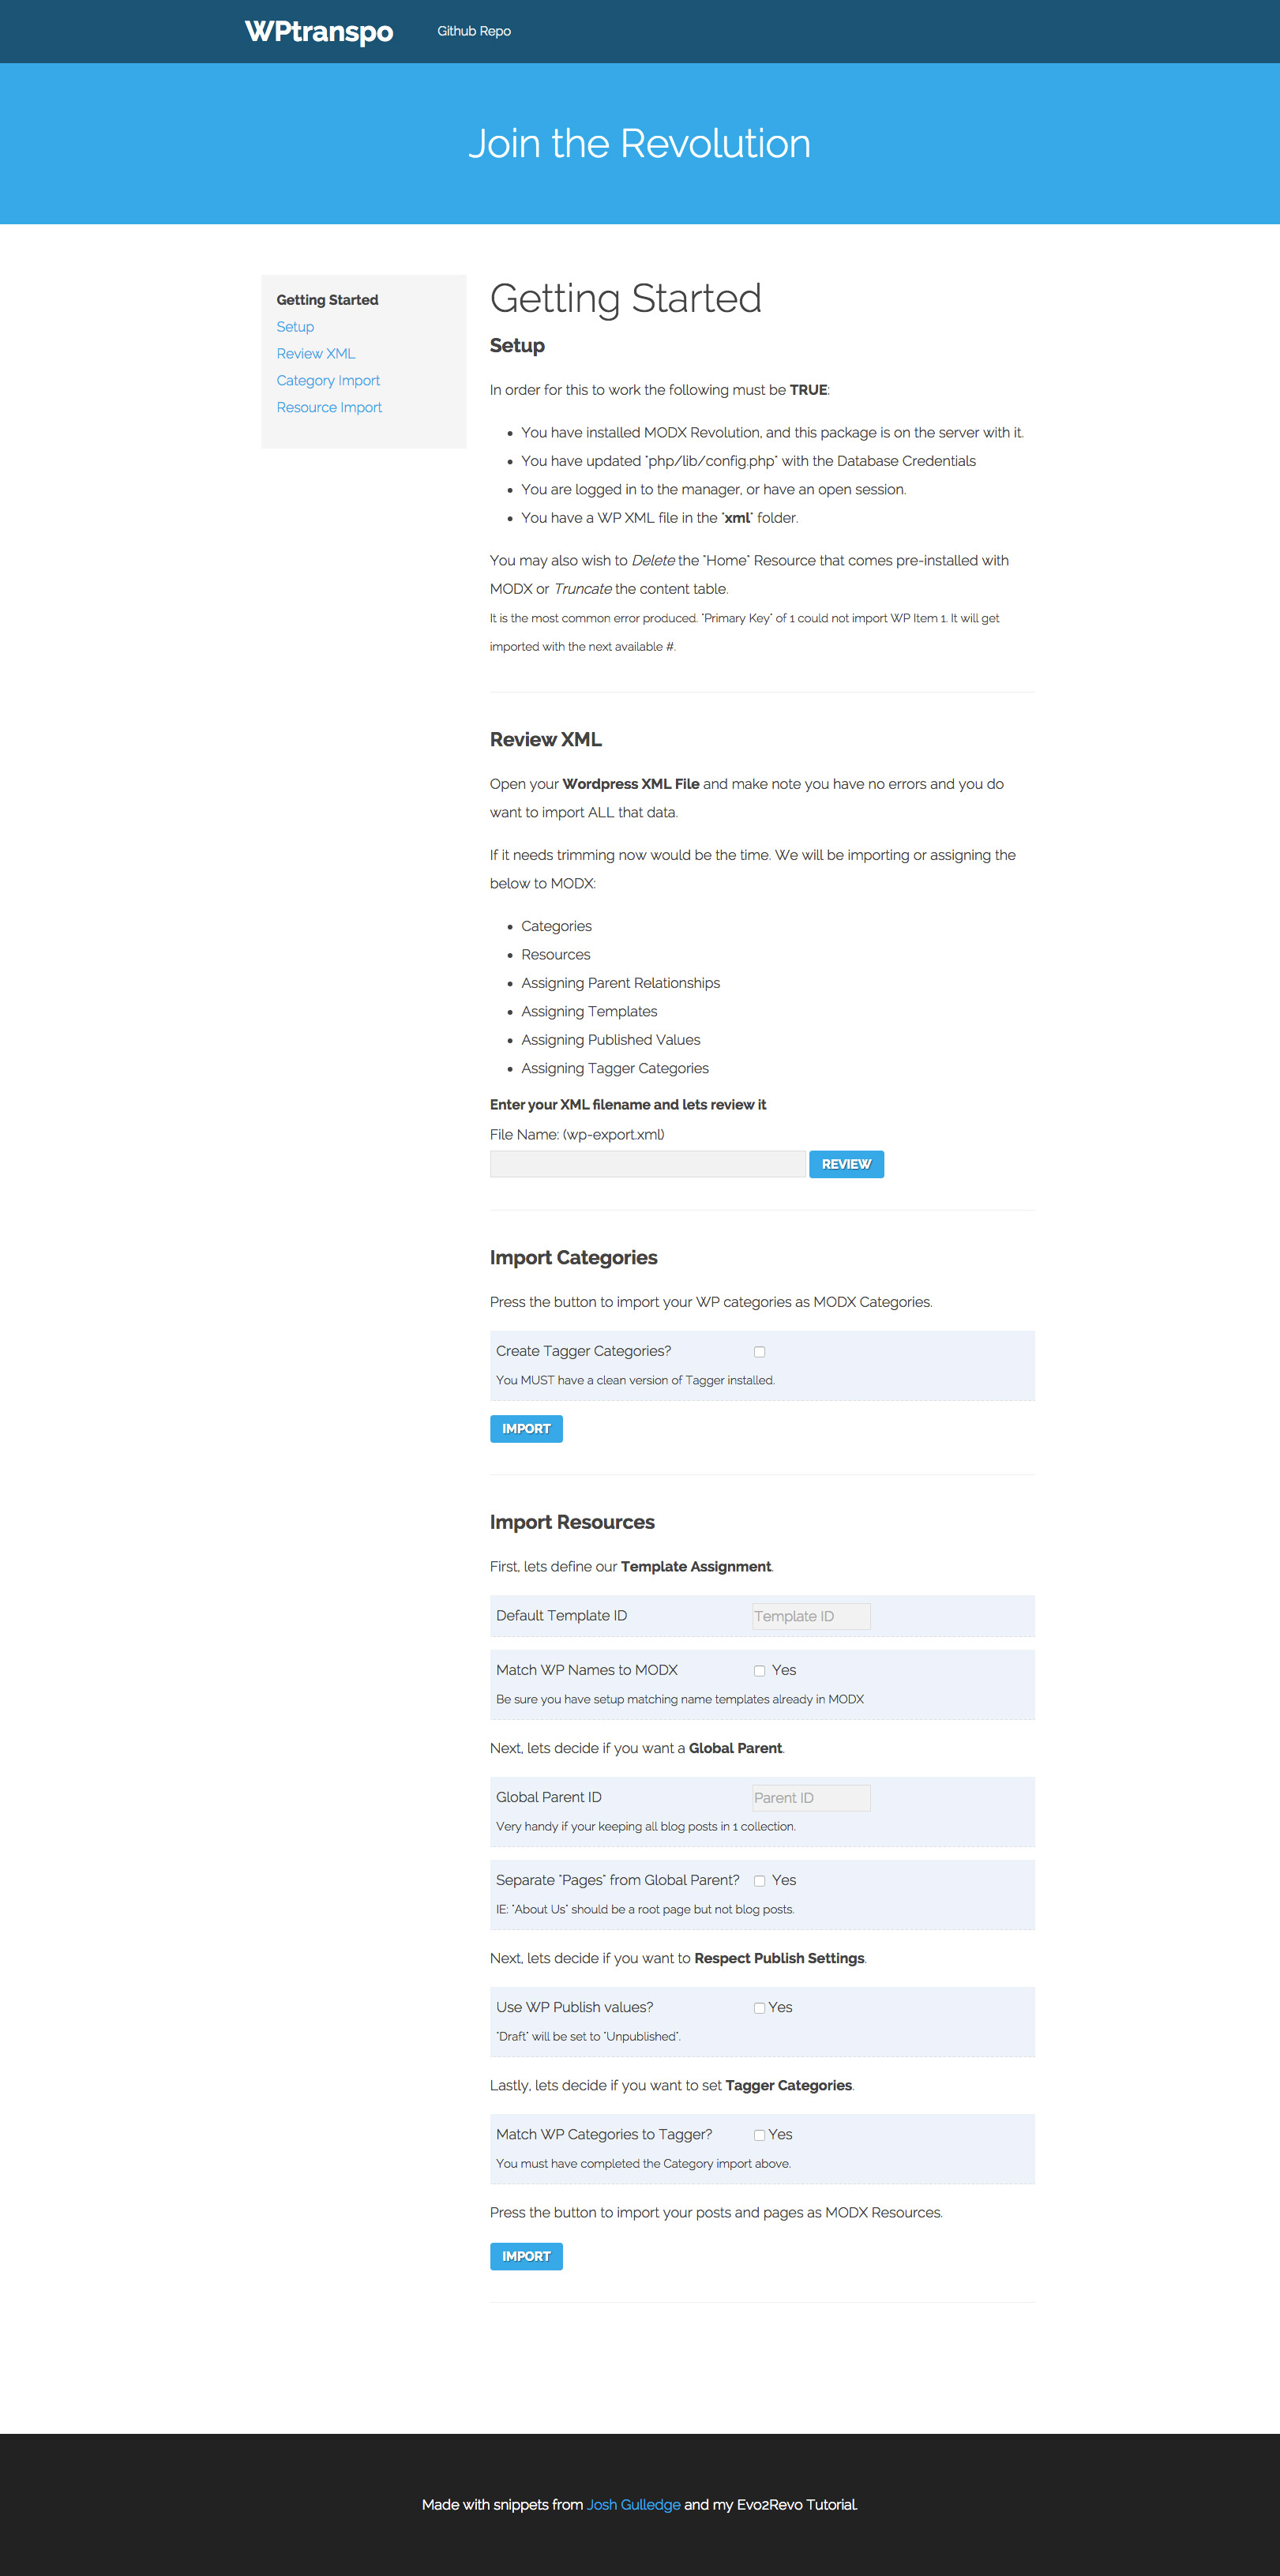 WPtranspo
Github Repo
Join the Revolution
Getting Started
Setup
Review XML
Category Import
Resource Import
Getting Started
Setup
In order for this to work the following must be TRUE:
• You have installed MODX Revolution, and this package is on the server with it.
• You have updated "php/lib/config.php" with the Database Credentials
• You are logged in to the manager, or have an open session.
• You have a WP XML file in the "xml" folder.
You may also wish to Delete the "Home" Resource that comes pre-installed with
MODX or Truncate the content table.
It is the most common error produced. "Primary Key" of 1 could not import WP Item 1. It will get
imported with the next available #.
Review XML
Open your Wordpress XML File and make note you have no errors and you do
want to import ALL that data.
If it needs trimming now would be the time. We will be importing or assigning the
below to MODX:
• Categories
• Resources
• Assigning Parent Relationships
• Assigning Templates
• Assigning Published Values
• Assigning Tagger Categories
Enter your XML filename and lets review it
File Name: (wp-export.xml)
REVIEW
Import Categories
Press the button to import your WP categories as MODX Categories.
Create Tagger Categories?
You MUST have a clean version of Tagger installed.
IMPORT
Import Resources
First, lets define our Template Assignment.
Default Template ID Template ID
Match WP Names to MODX Yes
Be sure you have setup matching name templates already in MODX
Next, lets decide if you want a Global Parent.
Global Parent ID Parent ID
Very handy if your keeping all blog posts in 1 collection.
Separate "Pages" from Global Parent? Yes
IE: "About Us" should be a root page but not blog posts.
Next, lets decide if you want to Respect Publish Settings.
Use WP Publish values? Yes
"Draft" will be set to "Unpublished".
Lastly, lets decide if you want to set Tagger Categories.
Match WP Categories to Tagger? Yes
You must have completed the Category import above.
Press the button to import your posts and pages as MODX Resources.
IMPORT
Made with snippets from Josh Gulledge and my Evo2Revo Tutorial.